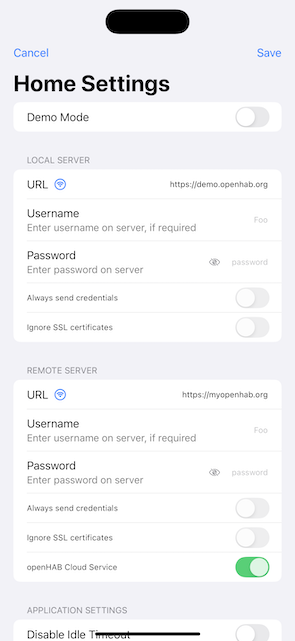 Cancel
Save
Home Settings
Demo Mode
LOCAL SERVER
URL
https://demo.openhab.org
Username
Enter username on server, if required
Foo
Password
Enter password on server
password
Always send credentials
Ignore SSL certificates
REMOTE SERVER
URL
https://myopenhab.org
Username
Enter username on server, if required
Foo
Password
Enter password on server
password
Always send credentials
Ignore SSL certificates
openHAB Cloud Service
APPLICATION SETTINGS
Disable Idle Timeout